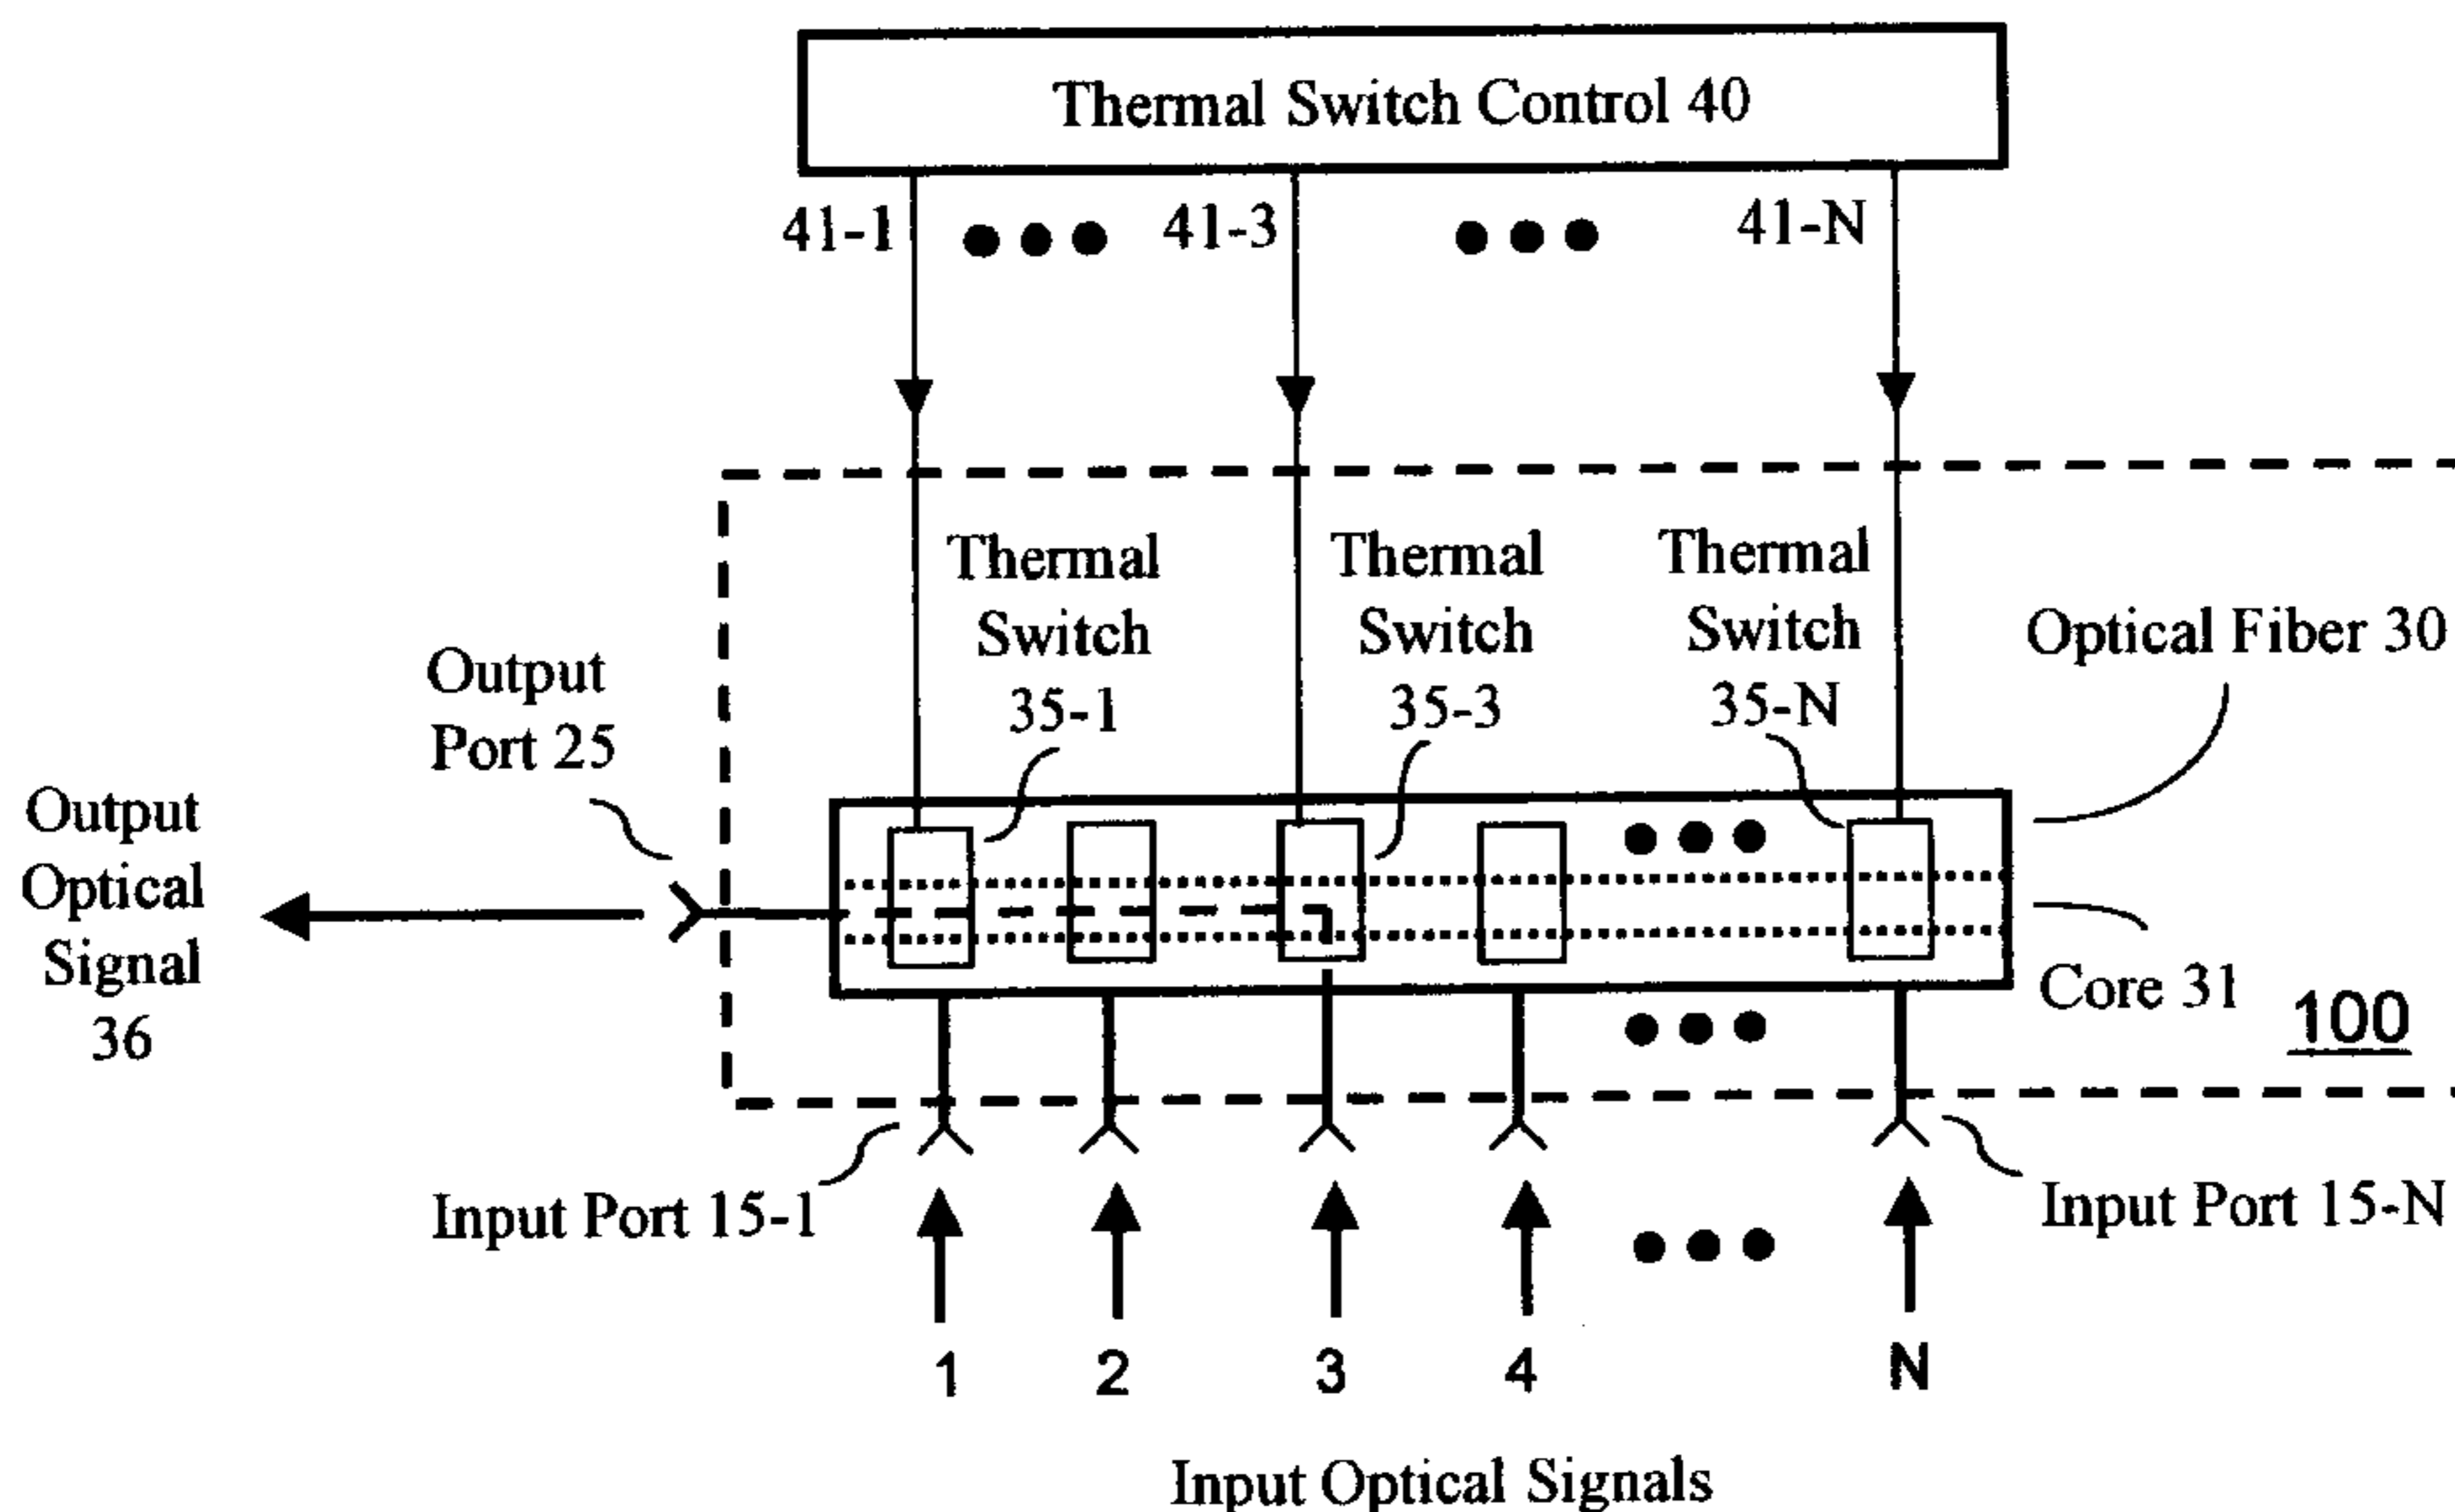 Thermal Switch Control 40
41-1
41-3
41-N
Thermal
Switch
35-1
Thermal
Switch
35-3
Thermal
Switch
35-N
Optical Fiber 30
Output
Port 25
Output
Optical
Signal
36
Core 31
100
Input Port 15-1
Input Port 15-N
1
2
3
4
N
Input Optical Signals